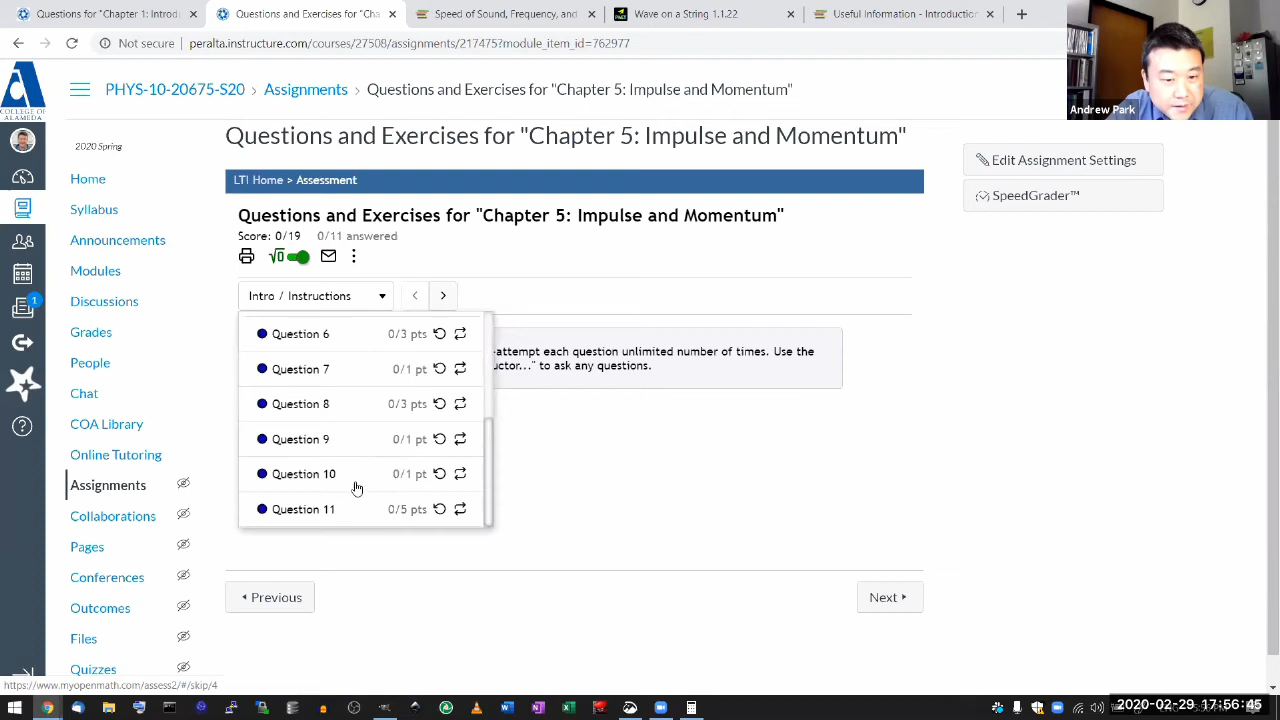 Chapter 1: Introd
Exercises for "Cha
Speed of Sound, Frequency, and
Wave on a String 1.1.22
Useful Infomation - Introduction
Not secure
peralta.instructure.com/courses/27508/assignments/217475?module_item_id=762977
Andrew Park
COLLEGE OF
ALAMEDA
PHYS-10-20675-S20 › Assignments › Questions and Exercises for "Chapter 5: Impulse and Momentum"
2020 Spring
Home
Syllabus
Announcements
Modules
Discussions
Grades
People
Chat
COA Library
Online Tutoring
Assignments
Collaborations
Pages
Conferences
Outcomes
Files
Quizzes
1
Questions and Exercises for "Chapter 5: Impulse and Momentum"
LTI Home > Assessment
Questions and Exercises for "Chapter 5: Impulse and Momentum"
Score: 0/19 0/11 answered
√0
Intro / Instructions
Question 6 0/3 pts
Question 7 0/1 pt
Question 8 0/3 pts
Question 9 0/1 pt
Question 10 0/1 pt
Question 11 0/5 pts
-attempt each question unlimited number of times. Use the
uctor..." to ask any questions.
Previous
Next
Edit Assignment Settings
SpeedGrader™
https://www.myopenmath.com/assess2/#/skip/4
2020-02-29 17:56:45